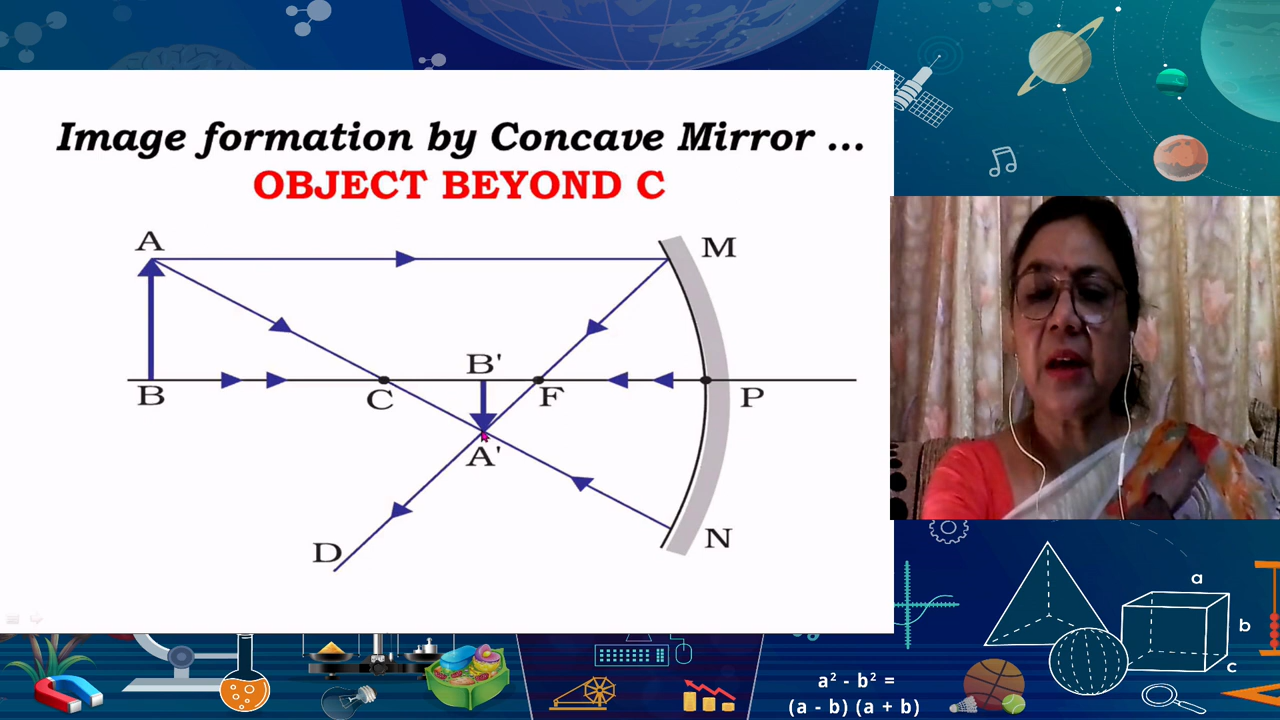 Image formation by Concave Mirror ...
OBJECT BEYOND C
A
M
B'
B
C
F
P
A'
N
D
a
b
c
a² - b² =
(a - b) (a + b)